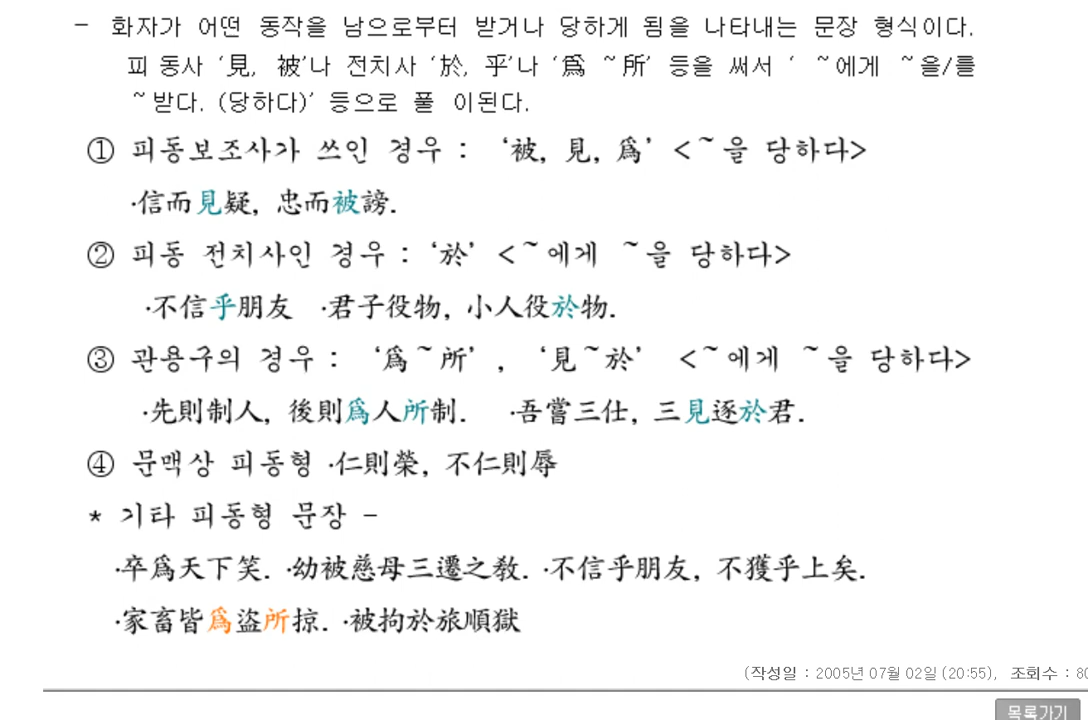 - 화자가 어떤 동작을 남으로부터 받거나 당하게 됨을 나타내는 문장 형식이다.
피 동사 '見, 被'나 전치사 '於, 乎'나 '爲 ~所' 등을 써서 ' ~에게 ~을/를
~받다. (당하다)' 등으로 풀 이된다.
① 피동보조사가 쓰인 경우 : '被, 見, 爲' <~을 당하다>
·信而見疑, 忠而被謗.
② 피동 전치사인 경우 : '於' <~에게 ~을 당하다>
·不信乎朋友 ·君子役物, 小人役於物.
③ 관용구의 경우 : '爲~所', '見~於' <~에게 ~을 당하다>
·先則制人, 後則爲人所制. ·吾嘗三仕, 三見逐於君.
④ 문맥상 피동형 ·仁則榮, 不仁則辱
* 기타 피동형 문장 -
·卒爲天下笑. ·幼被慈母三遷之敎. ·不信乎朋友, 不獲乎上矣.
·家畜皆爲盜所掠. ·被拘於旅順獄
(작성일 : 2005년 07월 02일 (20:55), 조회수 : 80
목록가기